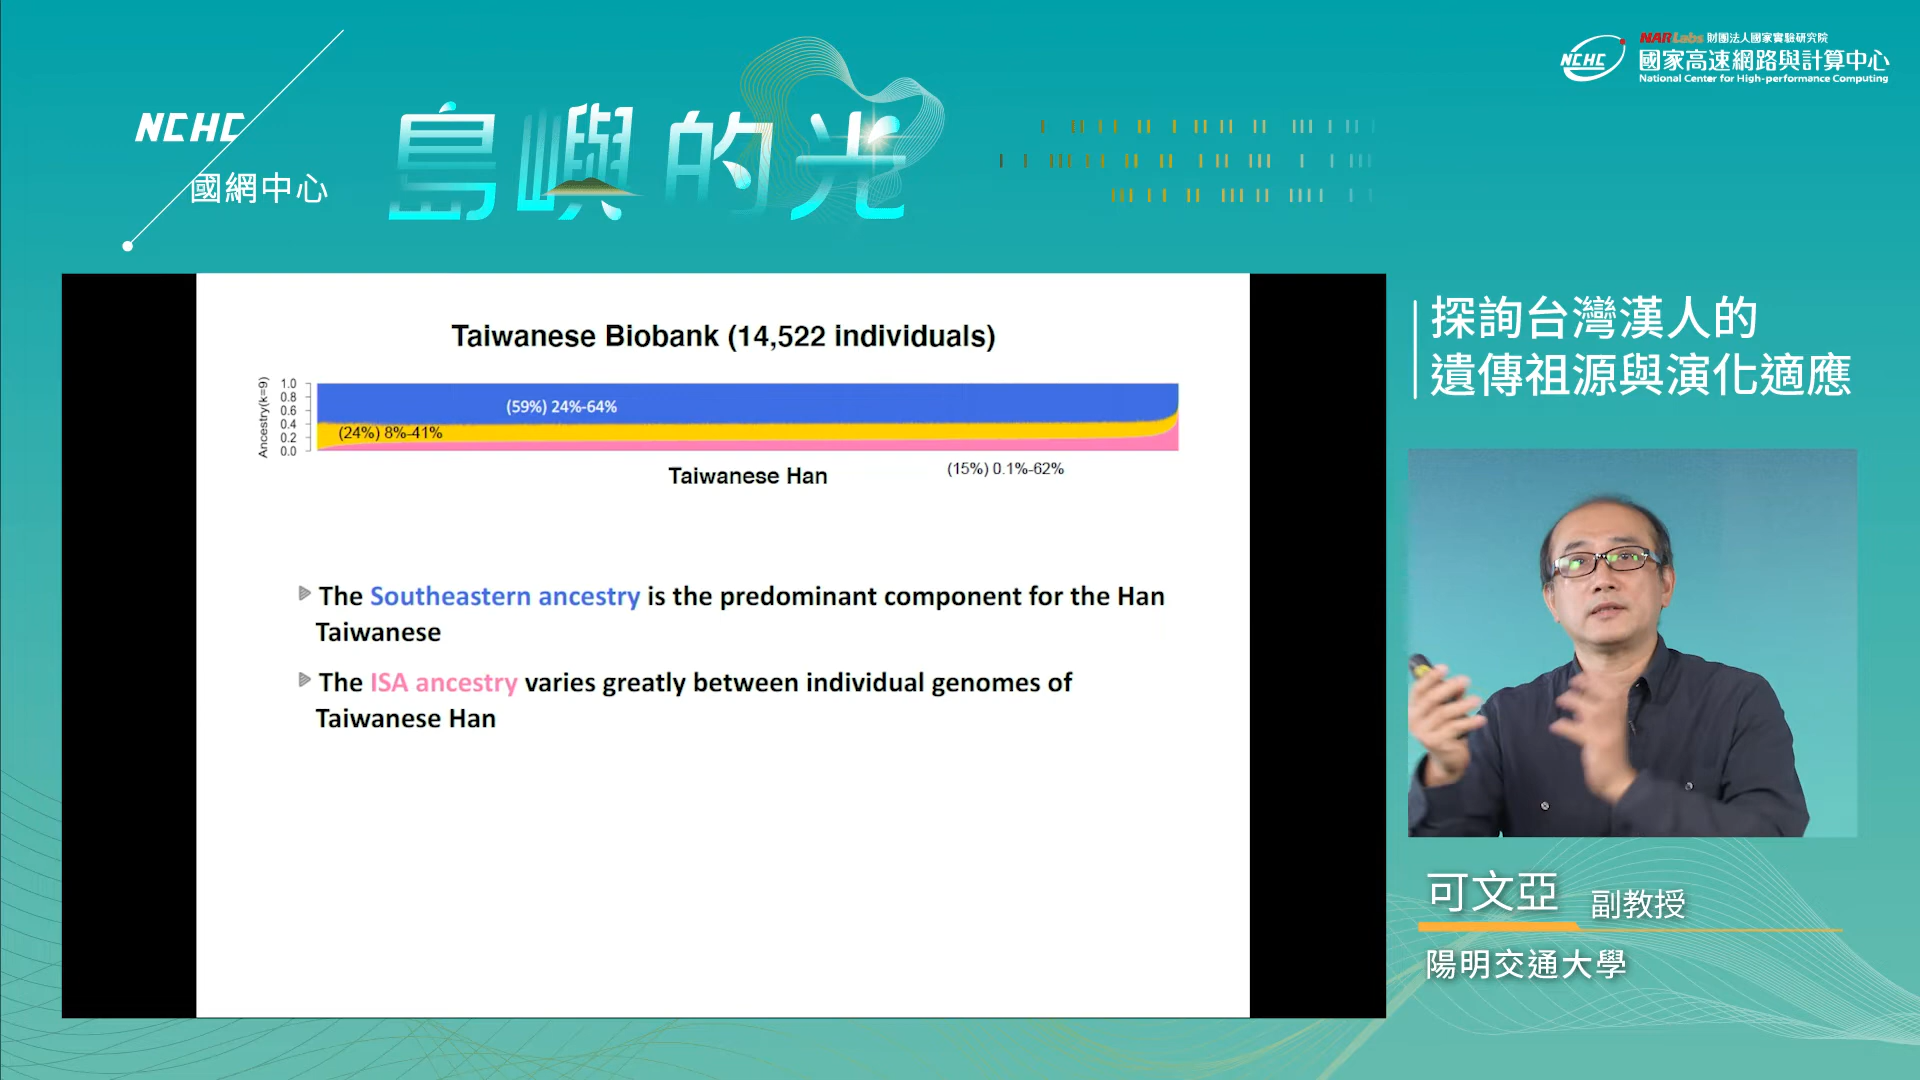 NCHC
國網中心
島嶼的光
NCHC
NARLabs 財團法人國家實驗研究院
國家高速網路與計算中心
National Center for High-performance Computing
Taiwanese Biobank (14,522 individuals)
Ancestry(k=9)
1.0
0.8
0.6
0.4
0.2
0.0
(59%) 24%-64%
(24%) 8%-41%
(15%) 0.1%-62%
Taiwanese Han
The Southeastern ancestry is the predominant component for the Han
Taiwanese
The ISA ancestry varies greatly between individual genomes of
Taiwanese Han
探詢台灣漢人的
遺傳祖源與演化適應
可文亞 副教授
陽明交通大學